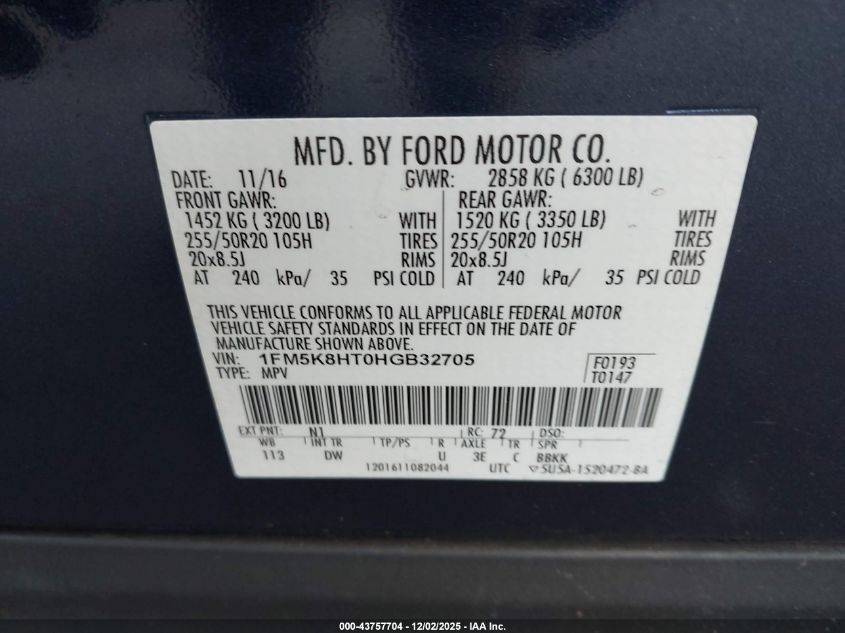 MFD. BY FORD MOTOR CO.
DATE: 11/16 GVWR: 2858 KG ( 6300 LB)
FRONT GAWR: REAR GAWR:
1452 KG ( 3200 LB) WITH 1520 KG ( 3350 LB) WITH
255/50R20 105H TIRES 255/50R20 105H TIRES
20x8.5J RIMS 20x8.5J RIMS
AT 240 kPa/ 35 PSI COLD AT 240 kPa/ 35 PSI COLD
THIS VEHICLE CONFORMS TO ALL APPLICABLE FEDERAL MOTOR
VEHICLE SAFETY STANDARDS IN EFFECT ON THE DATE OF
MANUFACTURE SHOWN ABOVE.
VIN: 1FM5K8HT0HGB32705 F0193
TYPE: MPV T0147
EXT PNT: N1 RC: 72 DSO:
WB INT TR TP/PS R AXLE TR SPR
113 DW U 3E C BBKK
1201611082044 UTC ▽5U5A-1520472-BA
000-43757704 - 12/02/2025 - IAA Inc.